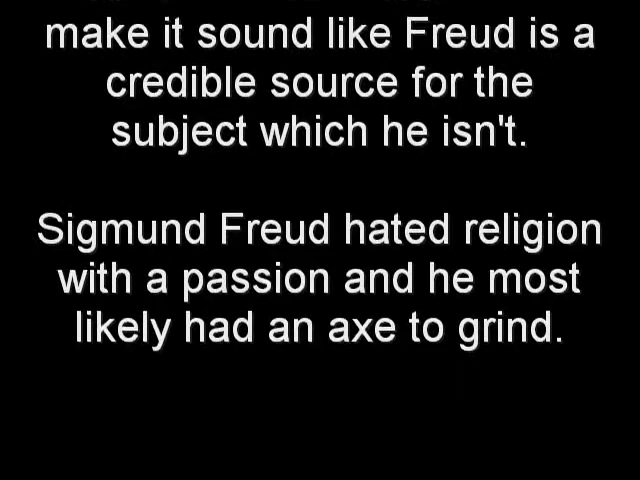 make it sound like Freud is a
credible source for the
subject which he isn't.
Sigmund Freud hated religion
with a passion and he most
likely had an axe to grind.